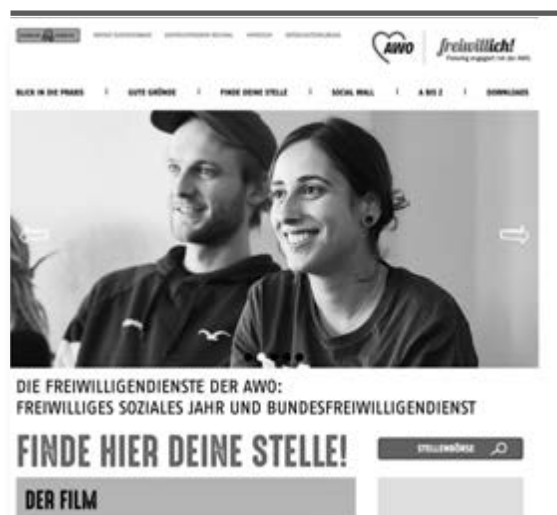 AWO
freiwillich!
BLICK IN DIE PRAXIS | GUTE GRÜNDE | FINDE DEINE STELLE | SOCIAL WALL | A BIS Z | DOWNLOADS
DIE FREIWILLIGENDIENSTE DER AWO:
FREIWILLIGES SOZIALES JAHR UND BUNDESFREIWILLIGENDIENST
FINDE HIER DEINE STELLE!
STELLENBÖRSE
DER FILM